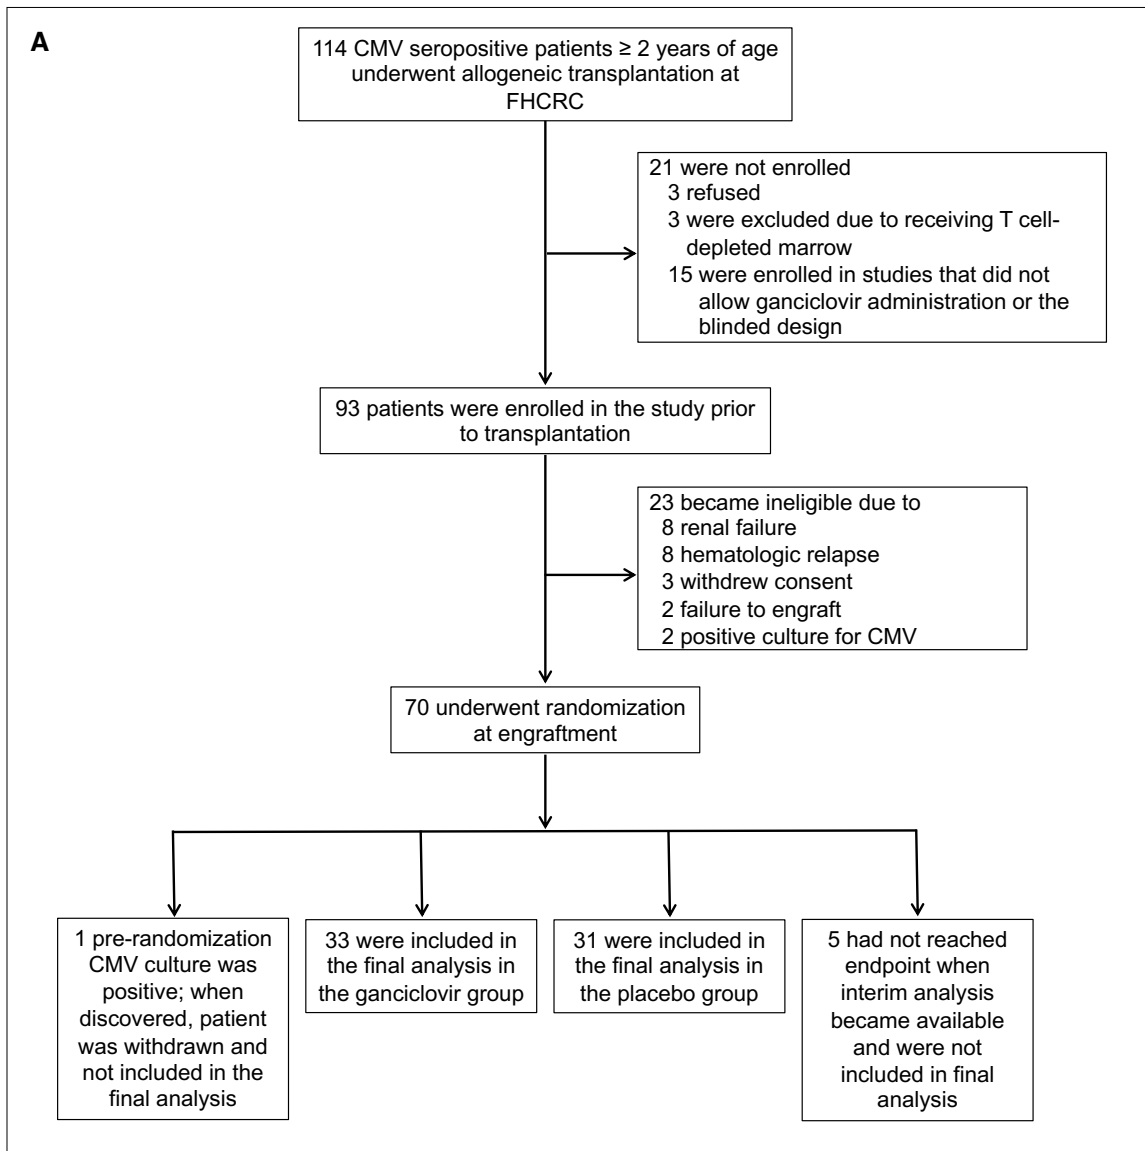 A
114 CMV seropositive patients ≥ 2 years of age
underwent allogeneic transplantation at
FHCRC
21 were not enrolled
3 refused
3 were excluded due to receiving T cell-
depleted marrow
15 were enrolled in studies that did not
allow ganciclovir administration or the
blinded design
93 patients were enrolled in the study prior
to transplantation
23 became ineligible due to
8 renal failure
8 hematologic relapse
3 withdrew consent
2 failure to engraft
2 positive culture for CMV
70 underwent randomization
at engraftment
1 pre-randomization
CMV culture was
positive; when
discovered, patient
was withdrawn and
not included in the
final analysis
33 were included in
the final analysis in
the ganciclovir group
31 were included in
the final analysis in
the placebo group
5 had not reached
endpoint when
interim analysis
became available
and were not
included in final
analysis